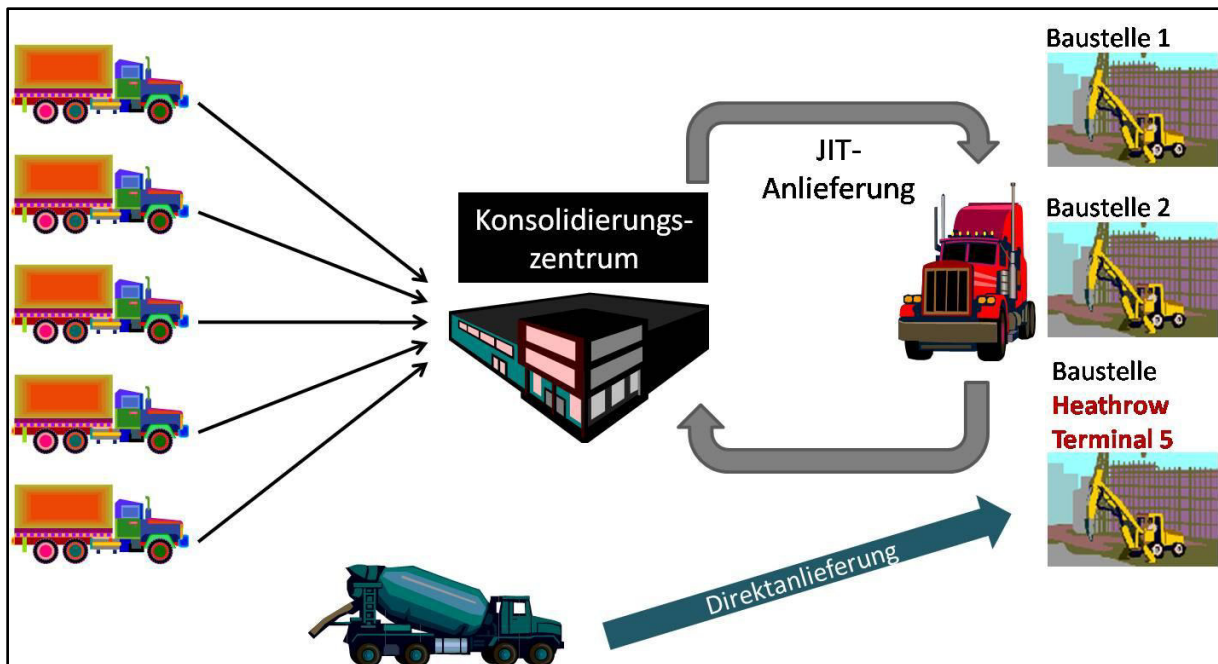 Baustelle 1
JIT-
Anlieferung
Konsolidierungs-
zentrum
Baustelle 2
Baustelle
Heathrow
Terminal 5
Direktanlieferung